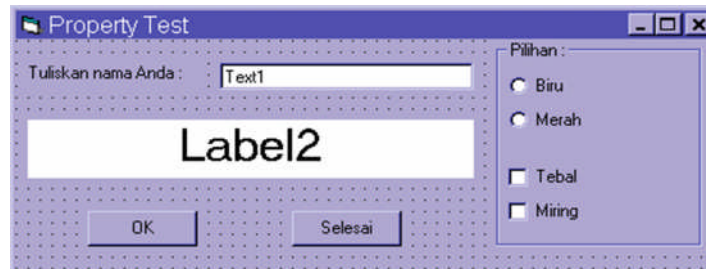 Property Test
Tuliskan nama Anda :
Text1
Label2
OK
Selesai
Pilihan :
Biru
Merah
Tebal
Miring